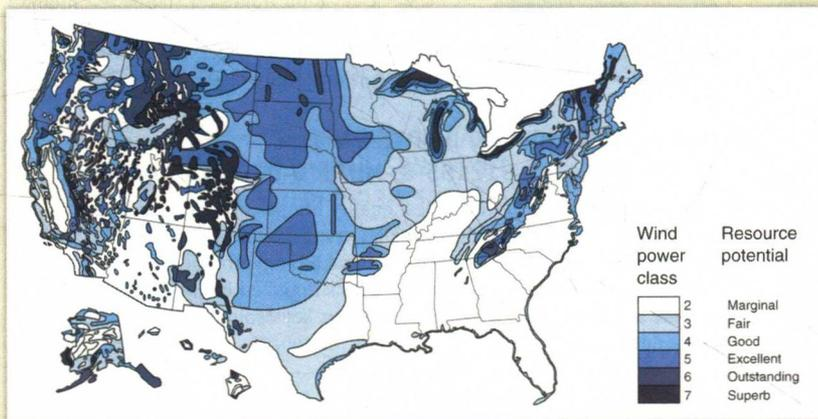 Wind power class
Resource potential
2 Marginal
3 Fair
4 Good
5 Excellent
6 Outstanding
7 Superb